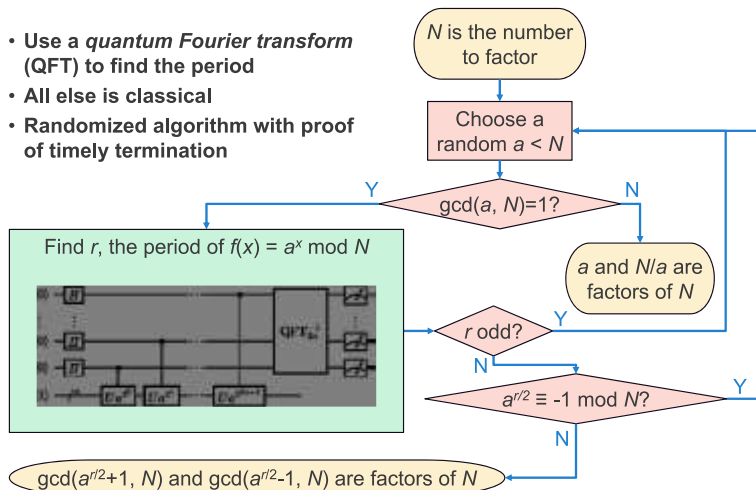 • Use a quantum Fourier transform
(QFT) to find the period
• All else is classical
• Randomized algorithm with proof
of timely termination
N is the number
to factor
Choose a
random a < N
gcd(a, N)=1?
Y
N
a and N/a are
factors of N
Find r, the period of f(x) = aˣ mod N
H
H
H
r odd?
Y
N
a^{r/2} ≡ -1 mod N?
Y
N
gcd(a^{r/2}+1, N) and gcd(a^{r/2}-1, N) are factors of N